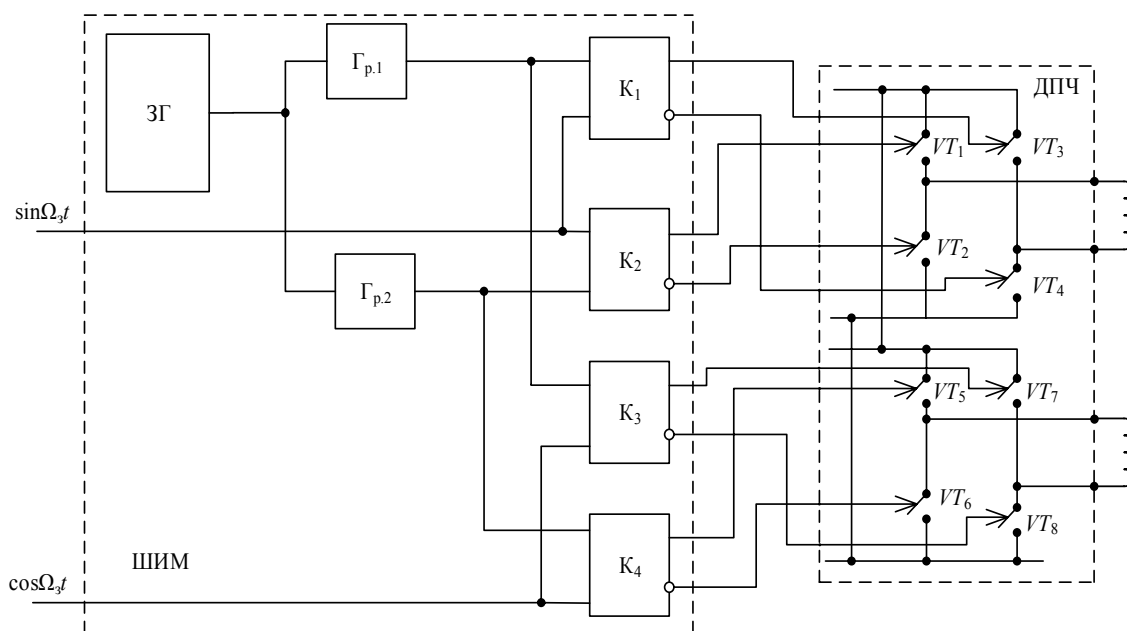 ЗГ
Гр.1
К1
ДПЧ
VT1
VT3
sinΩзt
К2
VT2
Гр.2
VT4
К3
VT5
VT7
VT6
К4
VT8
ШИМ
cosΩзt